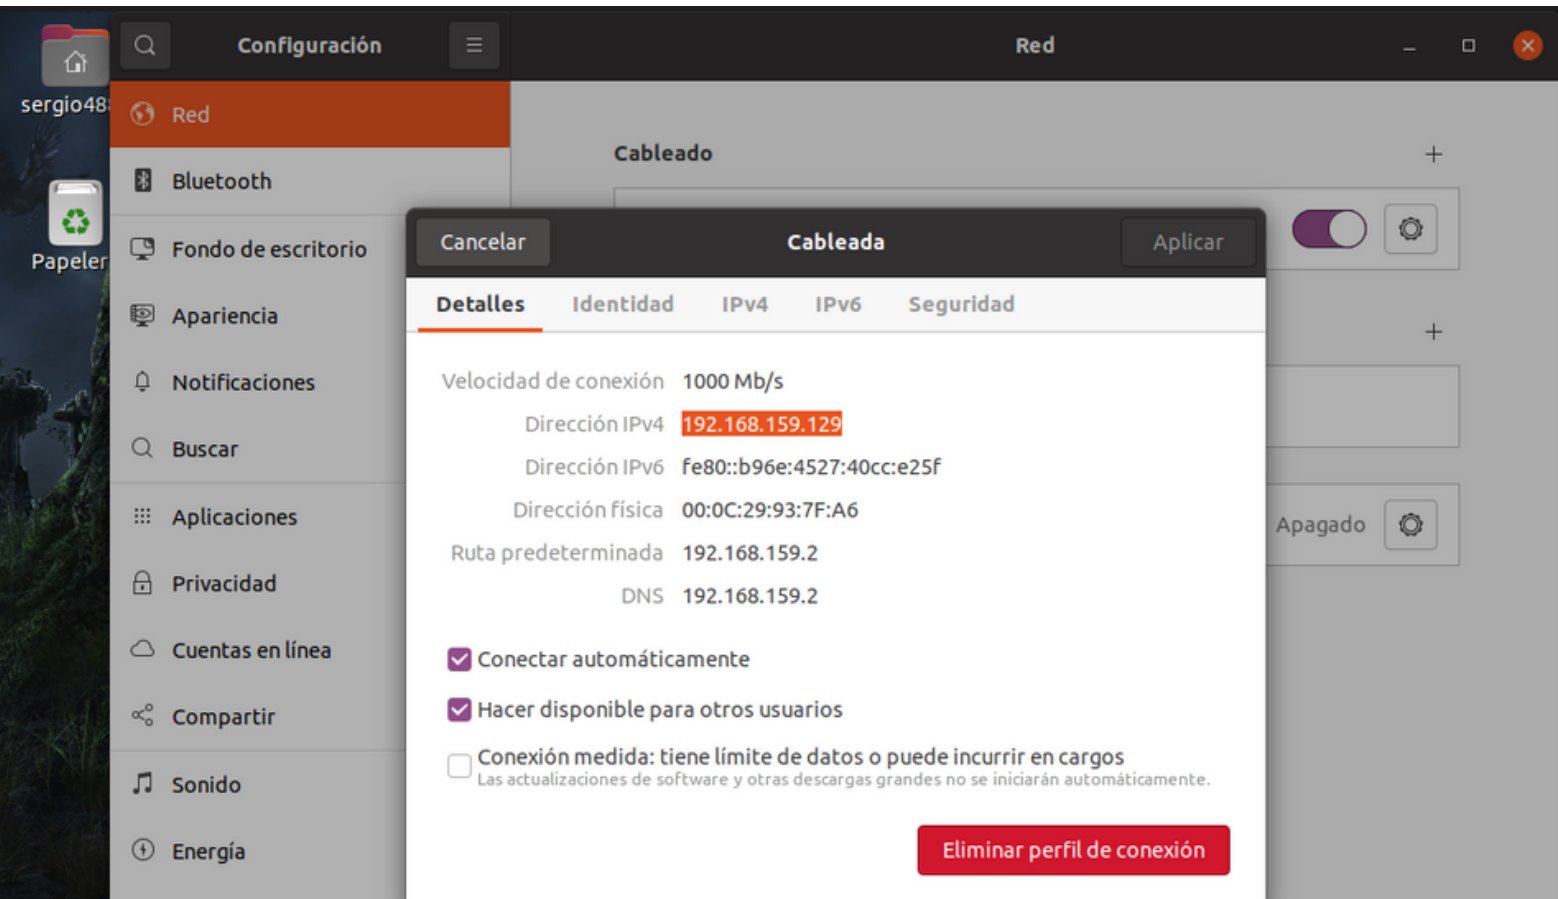 sergio48
Papeler
Configuración
Red
Red
Bluetooth
Fondo de escritorio
Apariencia
Notificaciones
Buscar
Aplicaciones
Privacidad
Cuentas en línea
Compartir
Sonido
Energía
Cableado
Apagado
Cancelar
Cableada
Aplicar
Detalles Identidad IPv4 IPv6 Seguridad
Velocidad de conexión 1000 Mb/s
Dirección IPv4 192.168.159.129
Dirección IPv6 fe80::b96e:4527:40cc:e25f
Dirección física 00:0C:29:93:7F:A6
Ruta predeterminada 192.168.159.2
DNS 192.168.159.2
Conectar automáticamente
Hacer disponible para otros usuarios
Conexión medida: tiene límite de datos o puede incurrir en cargos
Las actualizaciones de software y otras descargas grandes no se iniciarán automáticamente.
Eliminar perfil de conexión